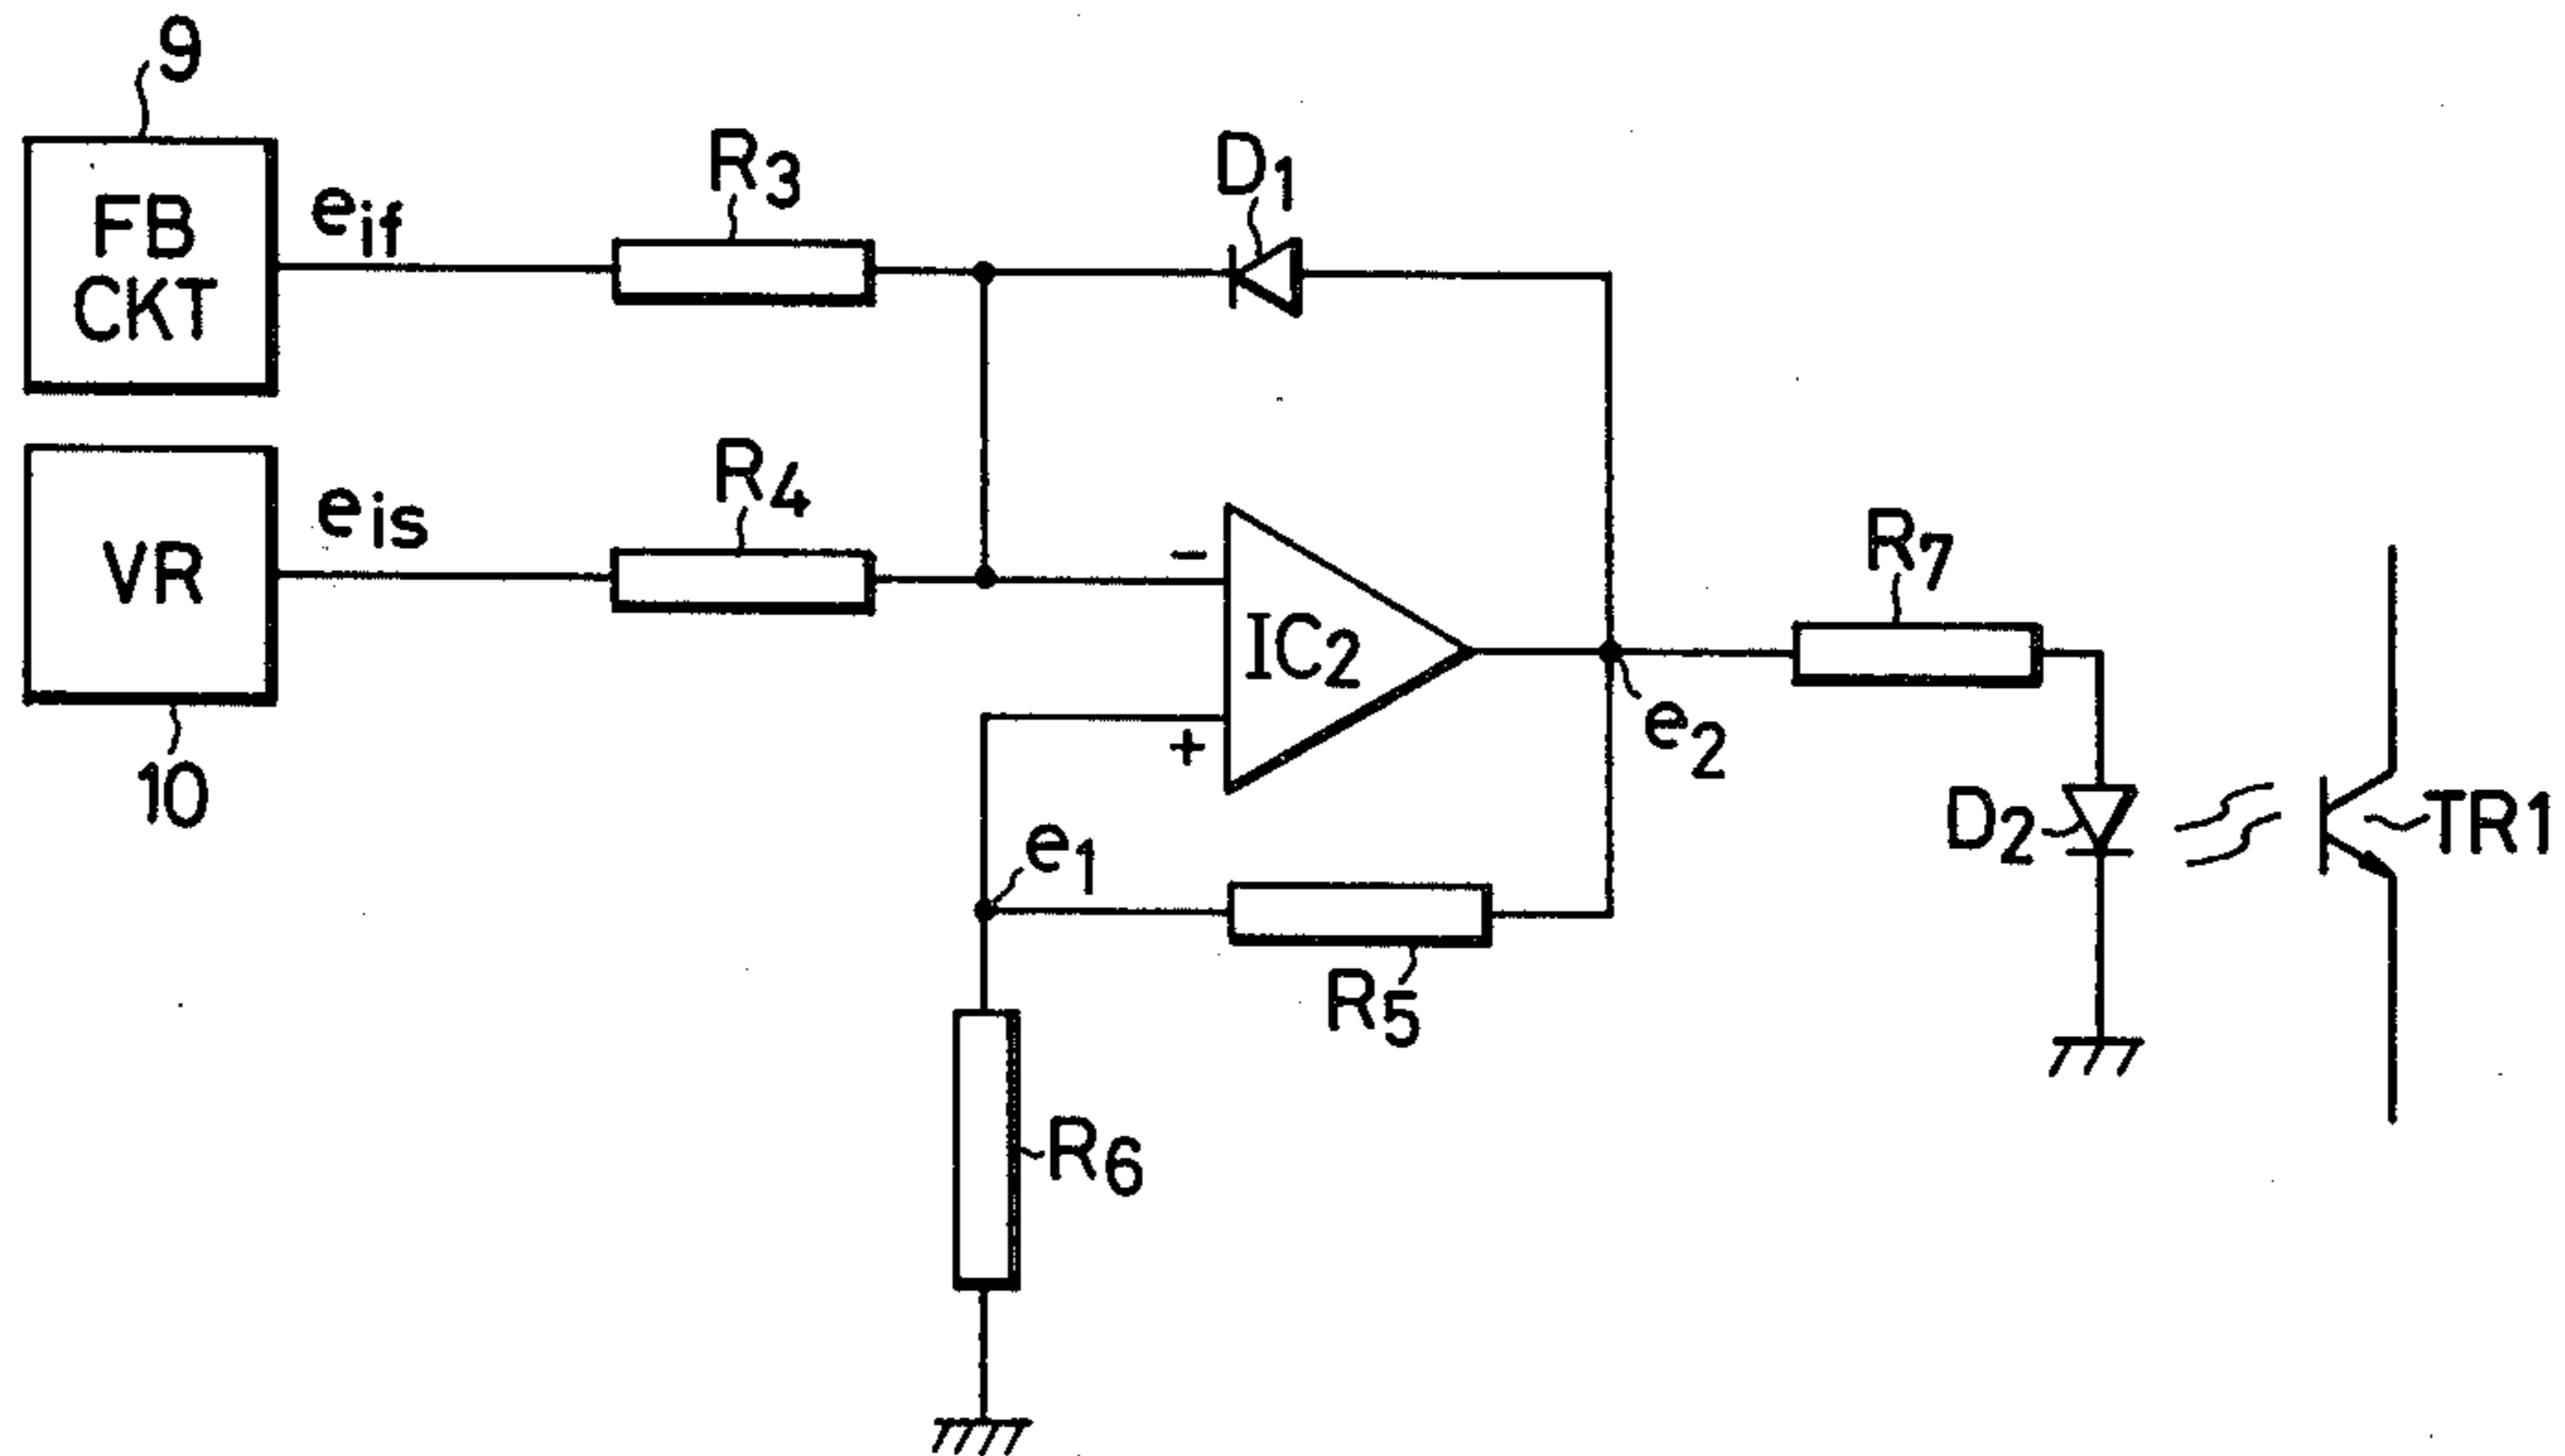 9
FB
CKT
eif
R3
D1
VR
eis
R4
10
−
IC2
+
e1
e2
R5
R6
R7
D2
TR1